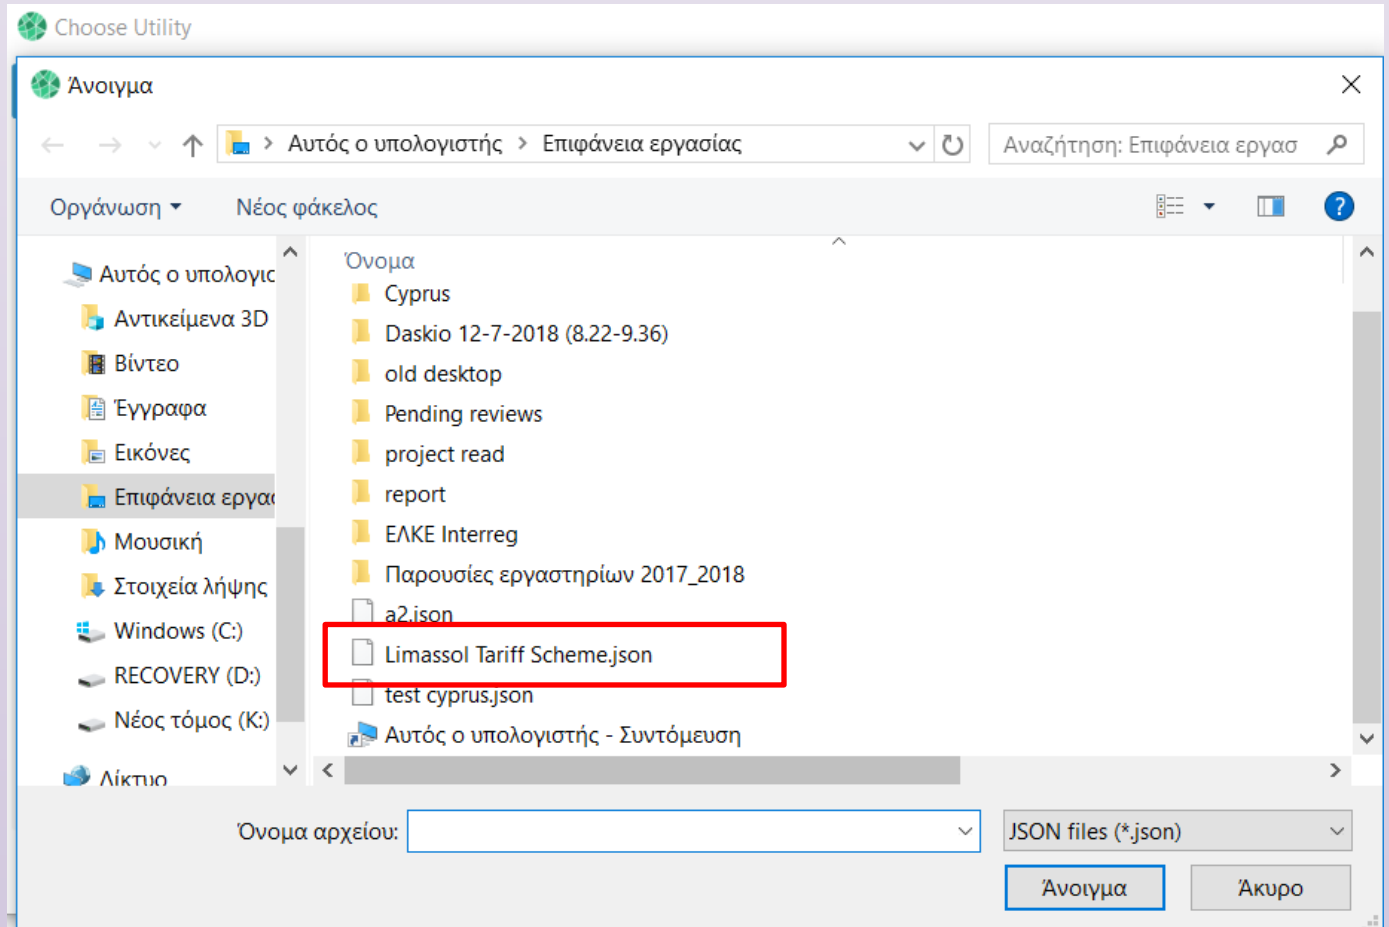 Choose Utility
Άνοιγμα
Αυτός ο υπολογιστής > Επιφάνεια εργασίας
Αναζήτηση: Επιφάνεια εργασ
Οργάνωση
Νέος φάκελος
Αυτός ο υπολογισ
Αντικείμενα 3D
Βίντεο
Έγγραφα
Εικόνες
Επιφάνεια εργασ
Μουσική
Στοιχεία λήψης
Windows (C:)
RECOVERY (D:)
Νέος τόμος (K:)
Δίκτυο
Όνομα
Cyprus
Daskio 12-7-2018 (8.22-9.36)
old desktop
Pending reviews
project read
report
ΕΛΚΕ Interreg
Παρουσίες εργαστηρίων 2017_2018
a2.json
Limassol Tariff Scheme.json
test cyprus.json
Αυτός ο υπολογιστής - Συντόμευση
Όνομα αρχείου:
JSON files (*.json)
Άνοιγμα
Άκυρο